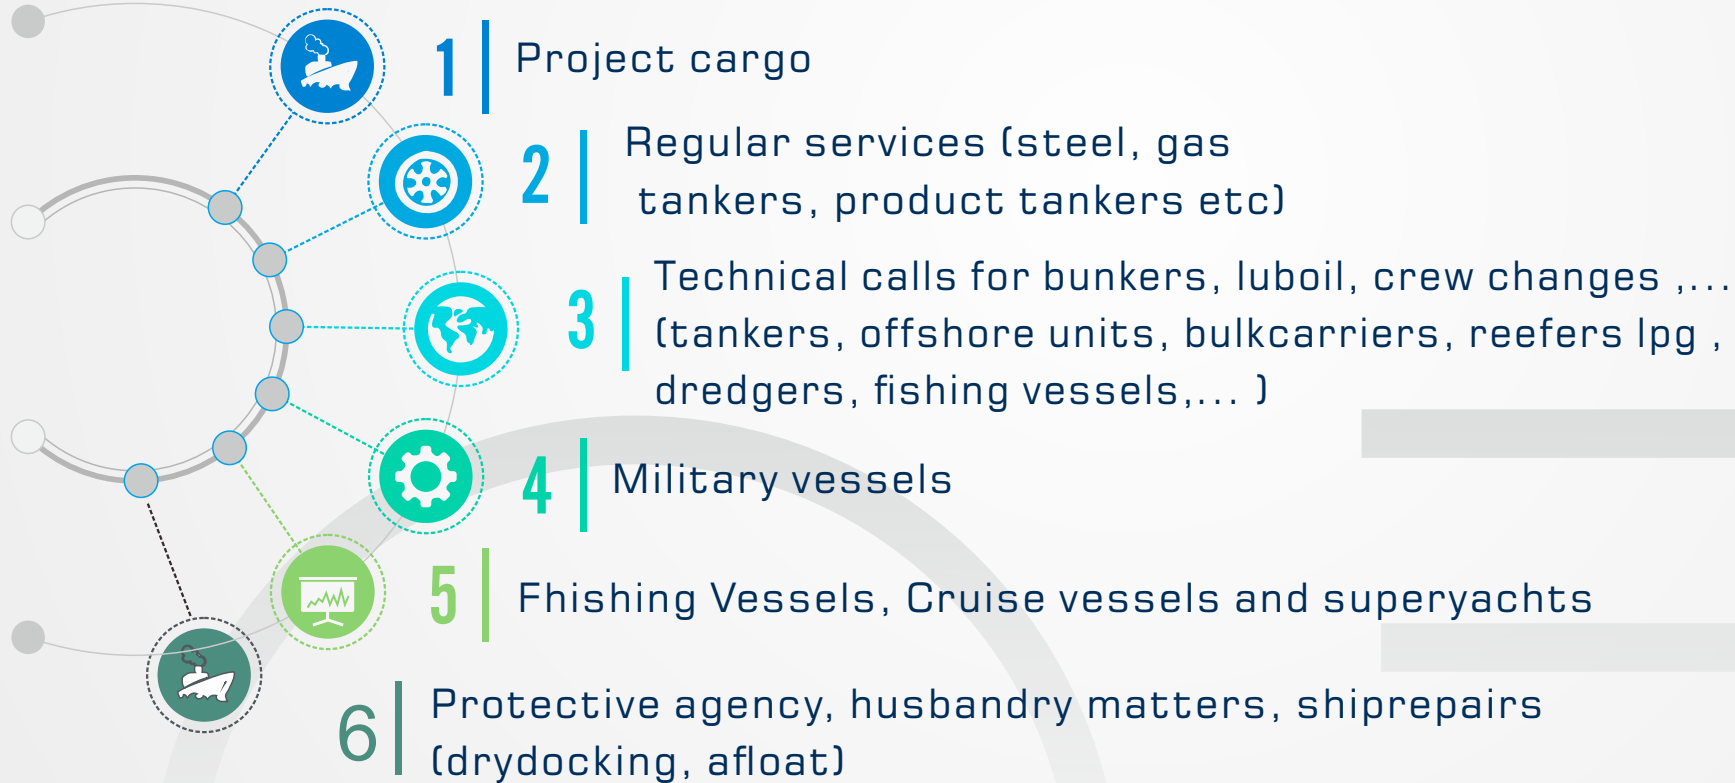 1
Project cargo
2
Regular services (steel, gas
tankers, product tankers etc)
3
Technical calls for bunkers, luboil, crew changes ,...
(tankers, offshore units, bulkcarriers, reefers lpg ,
dredgers, fishing vessels,... )
4
Military vessels
5
Fhishing Vessels, Cruise vessels and superyachts
6
Protective agency, husbandry matters, shiprepairs
(drydocking, afloat)